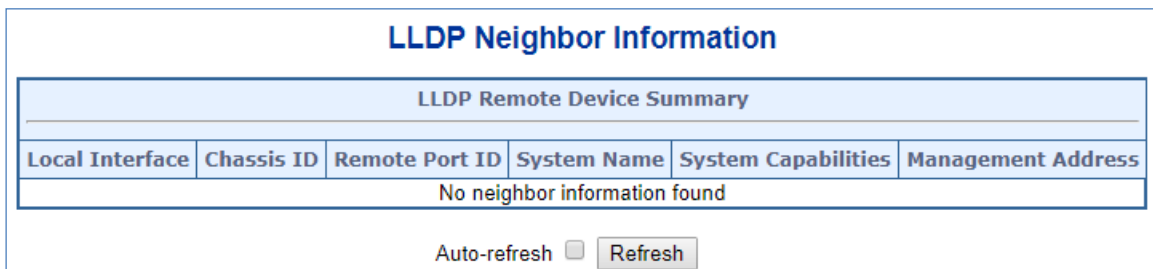 LLDP Neighbor Information
LLDP Remote Device Summary
Local Interface Chassis ID Remote Port ID System Name System Capabilities Management Address
No neighbor information found
Auto-refresh Refresh